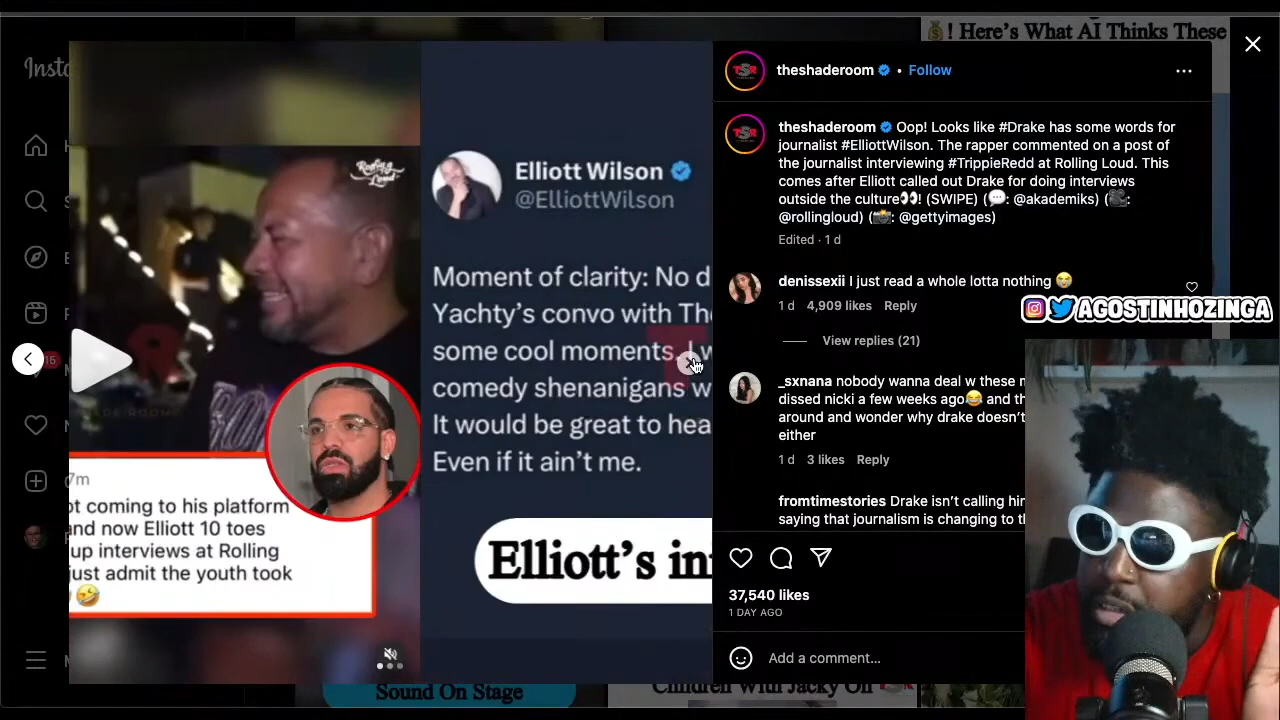 ! Here's What AI Thinks These
Insta
Rolling
Loud
7m
ot coming to his platform
and now Elliott 10 toes
up interviews at Rolling
just admit the youth took
🤣
Elliott Wilson
@ElliottWilson
Moment of clarity: No d
Yachty's convo with The
some cool moments. I w
comedy shenanigans w
It would be great to hea
Even if it ain't me.
Elliott's in
theshaderoom • Follow
theshaderoom Oop! Looks like #Drake has some words for
journalist #ElliottWilson. The rapper commented on a post of
the journalist interviewing #TrippieRedd at Rolling Loud. This
comes after Elliott called out Drake for doing interviews
outside the culture👀! (SWIPE) (💬: @akademiks) (🎥:
@rollingloud) (📸: @gettyimages)
Edited · 1 d
denissexii I just read a whole lotta nothing 😂
1 d 4,909 likes Reply
View replies (21)
_sxnana nobody wanna deal w these n
dissed nicki a few weeks ago😂 and th
around and wonder why drake doesn't
either
1 d 3 likes Reply
fromtimestories Drake isn't calling hir
saying that journalism is changing to th
37,540 likes
1 DAY AGO
Add a comment...
AGOSTINHOZINGA
TSR
15
Sound On Stage
Children With Jacky Oh